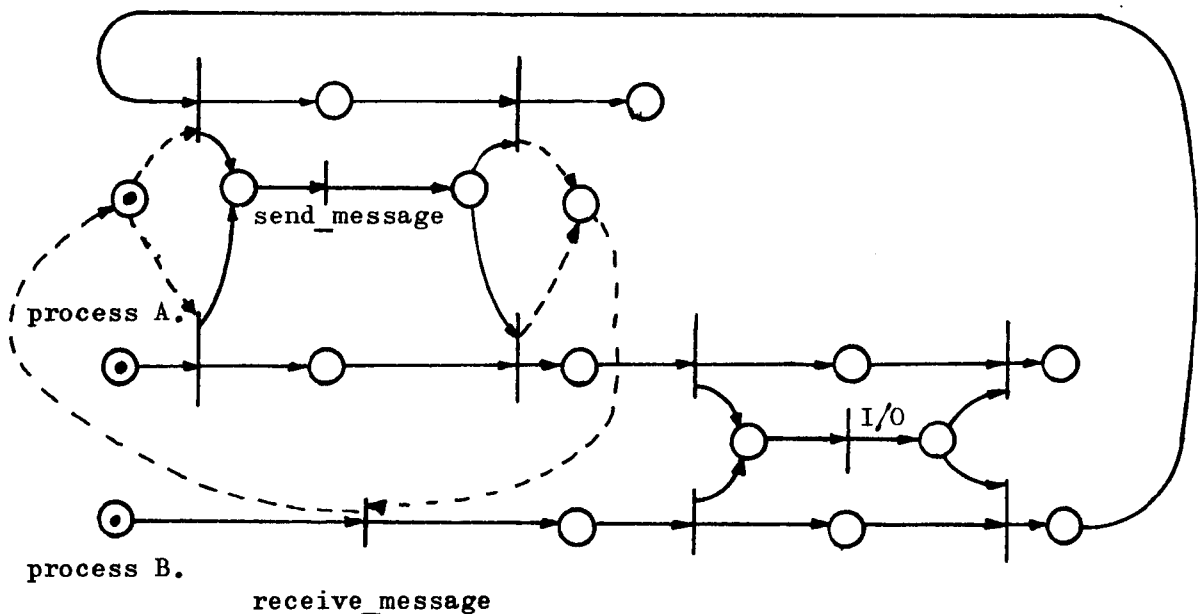 send_message
process A.
I/O
process B.
receive_message